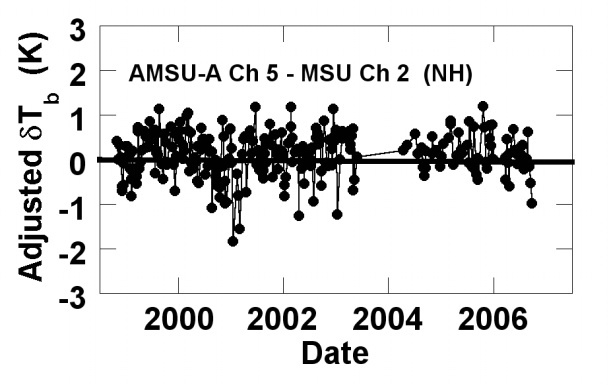 Adjusted δTb (K)
3
2
1
0
-1
-2
-3
AMSU-A Ch 5 - MSU Ch 2 (NH)
2000 2002 2004 2006
Date